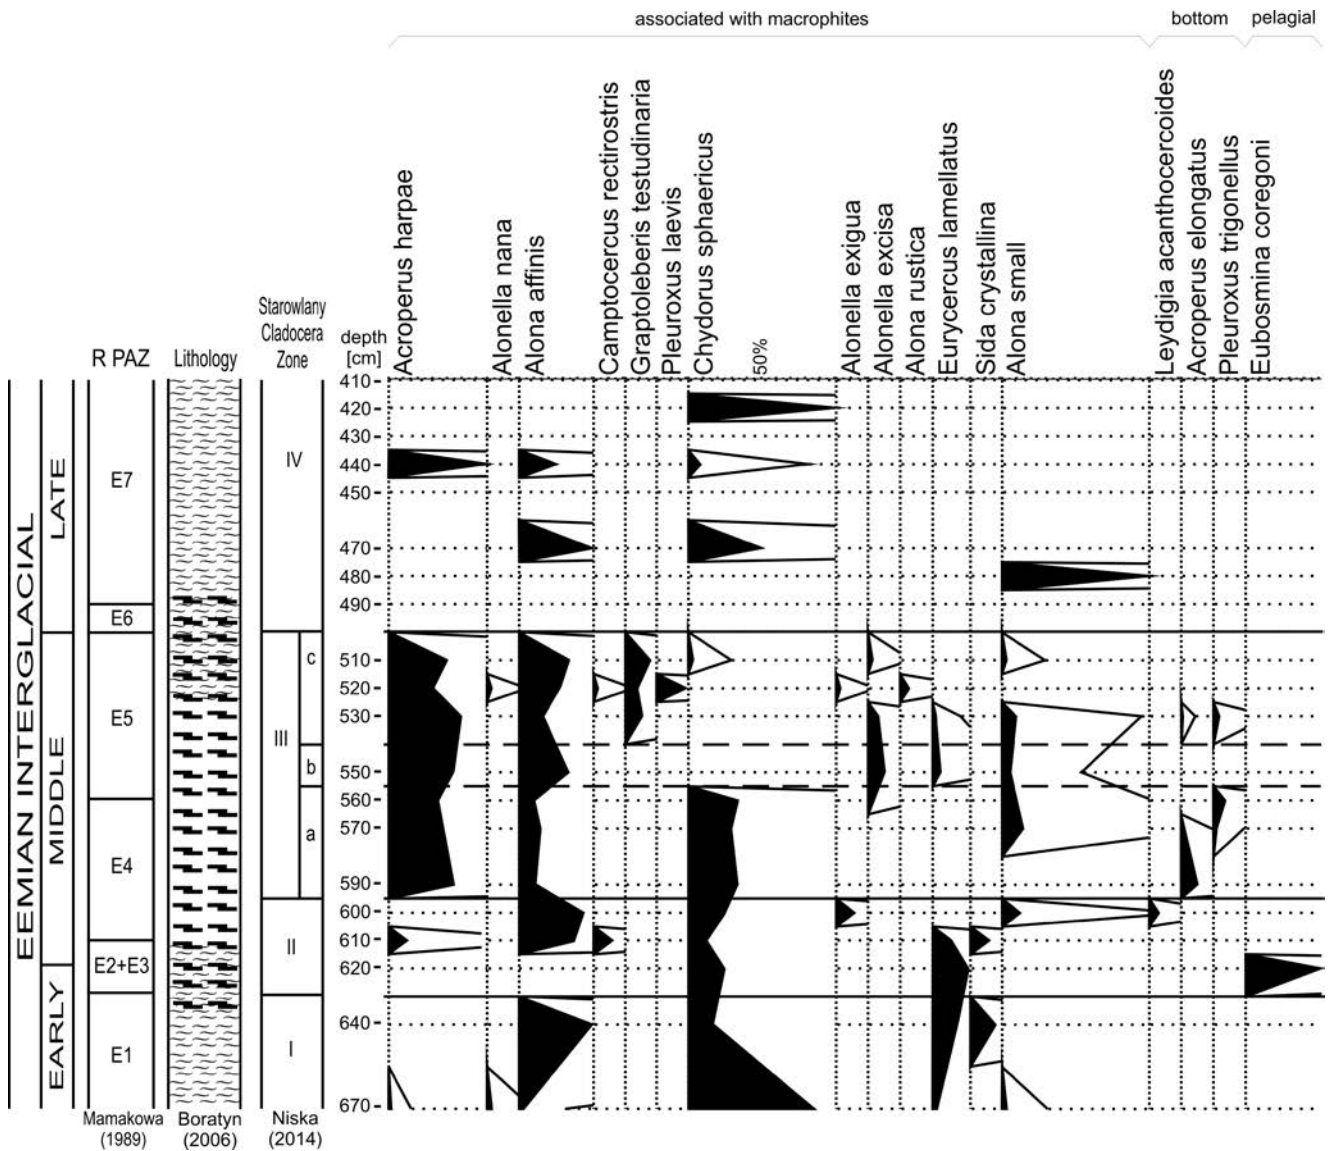 associated with macrophites
bottom
pelagial
Acroperus harpae
Alonella nana
Alona affinis
Camptocercus rectirostris
Graptoleberis testudinaria
Pleuroxus laevis
Chydorus sphaericus
50%
Alonella exigua
Alonella excisa
Alona rustica
Eurycercus lamellatus
Sida crystallina
Alona small
Leydigia acanthocercoides
Acroperus elongatus
Pleuroxus trigonellus
Eubosmina coregoni
R PAZ
Lithology
Starowlany
Cladocera
Zone
depth
[cm]
EEMIAN INTERGLACIAL
LATE
MIDDLE
EARLY
E7
E6
E5
E4
E2+E3
E1
IV
III
c
b
a
II
I
410
420
430
440
450
470
480
490
510
520
530
550
560
570
590
600
610
620
640
670
Mamakowa
(1989)
Boratyn
(2006)
Niska
(2014)